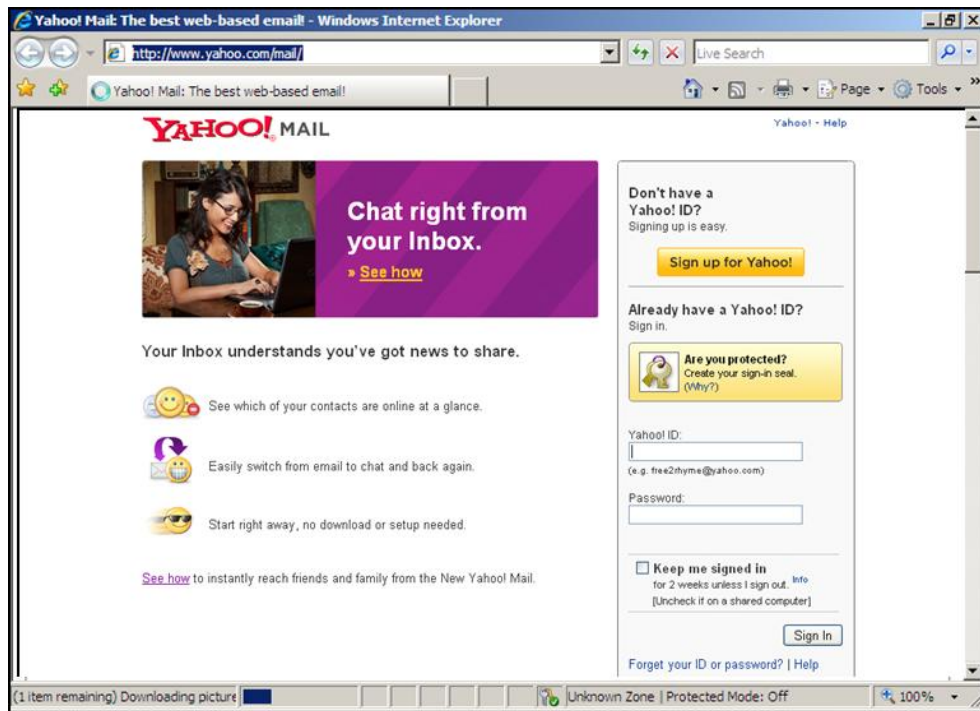 Yahoo! Mail: The best web-based email! - Windows Internet Explorer
http://www.yahoo.com/mail/
Live Search
Yahoo! Mail: The best web-based email!
Page
Tools
YAHOO! MAIL
Yahoo! - Help
Chat right from
your Inbox.
» See how
Your Inbox understands you've got news to share.
See which of your contacts are online at a glance.
Easily switch from email to chat and back again.
Start right away, no download or setup needed.
See how to instantly reach friends and family from the New Yahoo! Mail.
Don't have a
Yahoo! ID?
Signing up is easy.
Sign up for Yahoo!
Already have a Yahoo! ID?
Sign in.
Are you protected?
Create your sign-in seal.
(Why?)
Yahoo! ID:
(e.g. free2rhyme@yahoo.com)
Password:
Keep me signed in
for 2 weeks unless I sign out. Info
[Uncheck if on a shared computer]
Sign In
Forget your ID or password? | Help
(1 item remaining) Downloading picture
Unknown Zone | Protected Mode: Off
100%